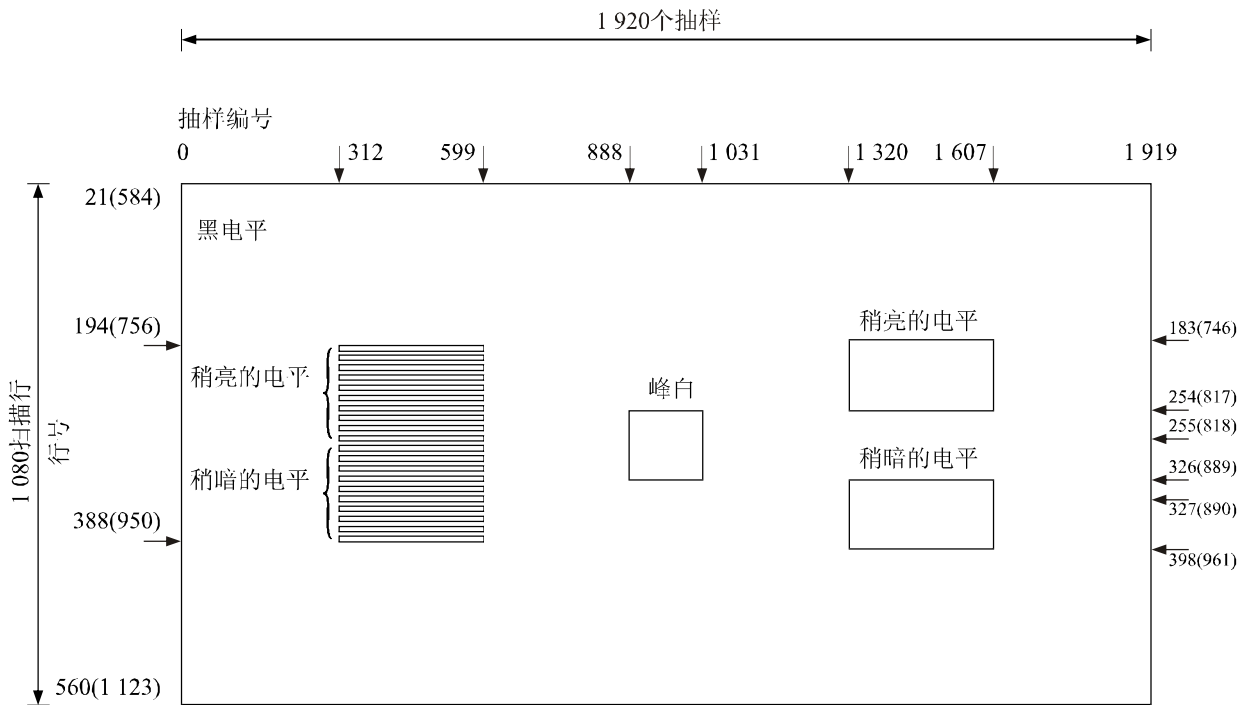 1 920个抽样
抽样编号
0 312 599 888 1 031 1 320 1 607 1 919
21(584)
黑电平
194(756)
稍亮的电平
183(746)
稍亮的电平
峰白
254(817)
255(818)
1 080扫描行
行号
稍暗的电平
稍暗的电平
326(889)
327(890)
388(950)
398(961)
560(1 123)